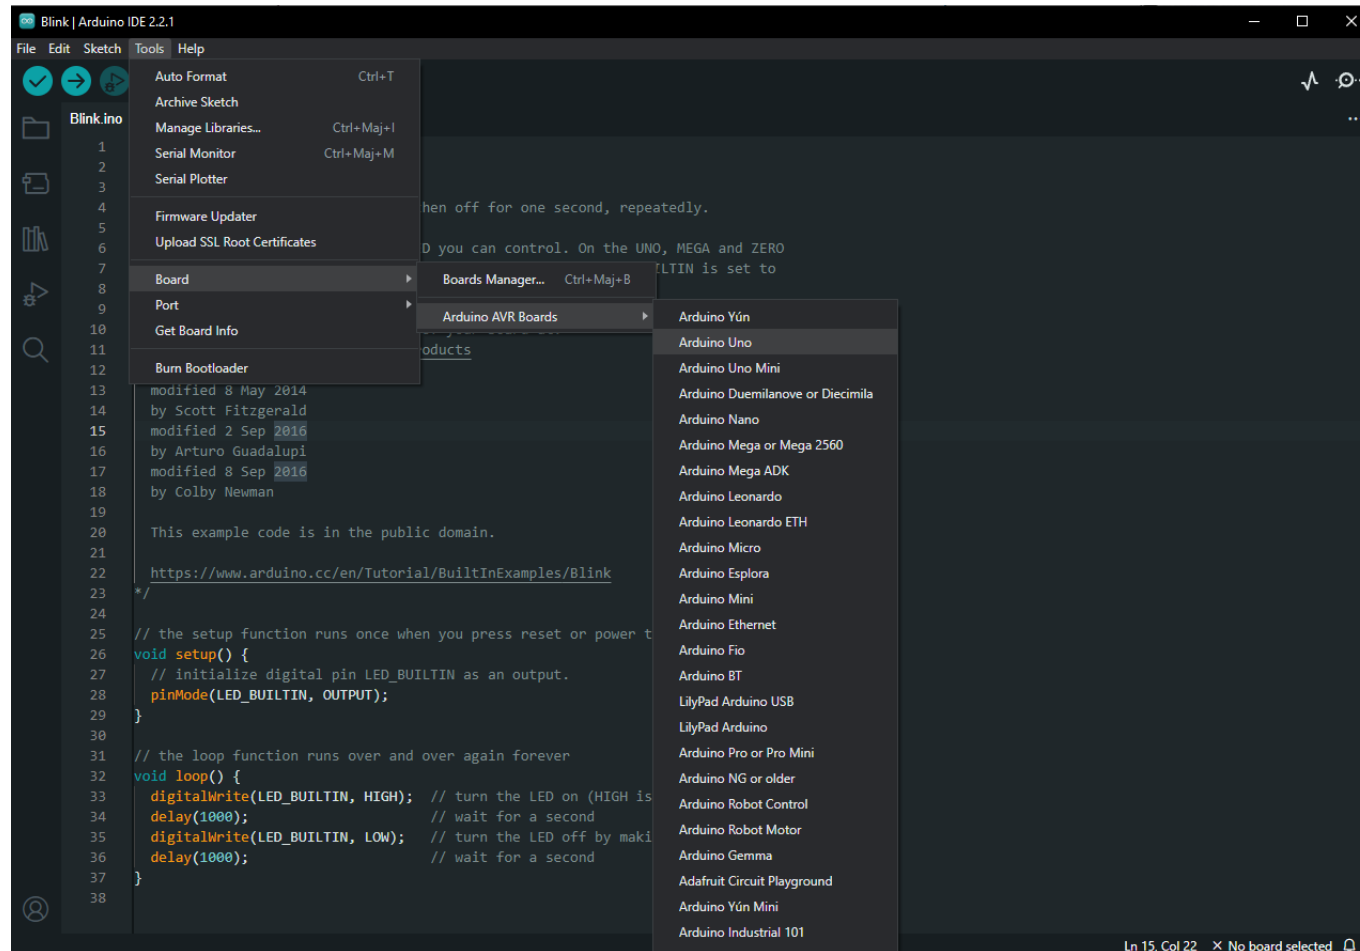 Blink | Arduino IDE 2.2.1
File Edit Sketch Tools Help
Blink.ino
Auto Format Ctrl+T
Archive Sketch
Manage Libraries... Ctrl+Maj+I
Serial Monitor Ctrl+Maj+M
Serial Plotter
Firmware Updater
Upload SSL Root Certificates
Board
Port
Get Board Info
Burn Bootloader
Boards Manager... Ctrl+Maj+B
Arduino AVR Boards
Arduino Yún
Arduino Uno
Arduino Uno Mini
Arduino Duemilanove or Diecimila
Arduino Nano
Arduino Mega or Mega 2560
Arduino Mega ADK
Arduino Leonardo
Arduino Leonardo ETH
Arduino Micro
Arduino Esplora
Arduino Mini
Arduino Ethernet
Arduino Fio
Arduino BT
LilyPad Arduino USB
LilyPad Arduino
Arduino Pro or Pro Mini
Arduino NG or older
Arduino Robot Control
Arduino Robot Motor
Arduino Gemma
Adafruit Circuit Playground
Arduino Yún Mini
Arduino Industrial 101
1
2
3
4 hen off for one second, repeatedly.
5
6 D you can control. On the UNO, MEGA and ZERO
7 ILTIN is set to
8
9
10
11 oducts
12
13 modified 8 May 2014
14 by Scott Fitzgerald
15 modified 2 Sep 2016
16 by Arturo Guadalupi
17 modified 8 Sep 2016
18 by Colby Newman
19
20 This example code is in the public domain.
21
22 https://www.arduino.cc/en/Tutorial/BuiltInExamples/Blink
23 */
24
25 // the setup function runs once when you press reset or power t
26 void setup() {
27 // initialize digital pin LED_BUILTIN as an output.
28 pinMode(LED_BUILTIN, OUTPUT);
29 }
30
31 // the loop function runs over and over again forever
32 void loop() {
33 digitalWrite(LED_BUILTIN, HIGH); // turn the LED on (HIGH is
34 delay(1000); // wait for a second
35 digitalWrite(LED_BUILTIN, LOW); // turn the LED off by maki
36 delay(1000); // wait for a second
37 }
38
Ln 15, Col 22 × No board selected